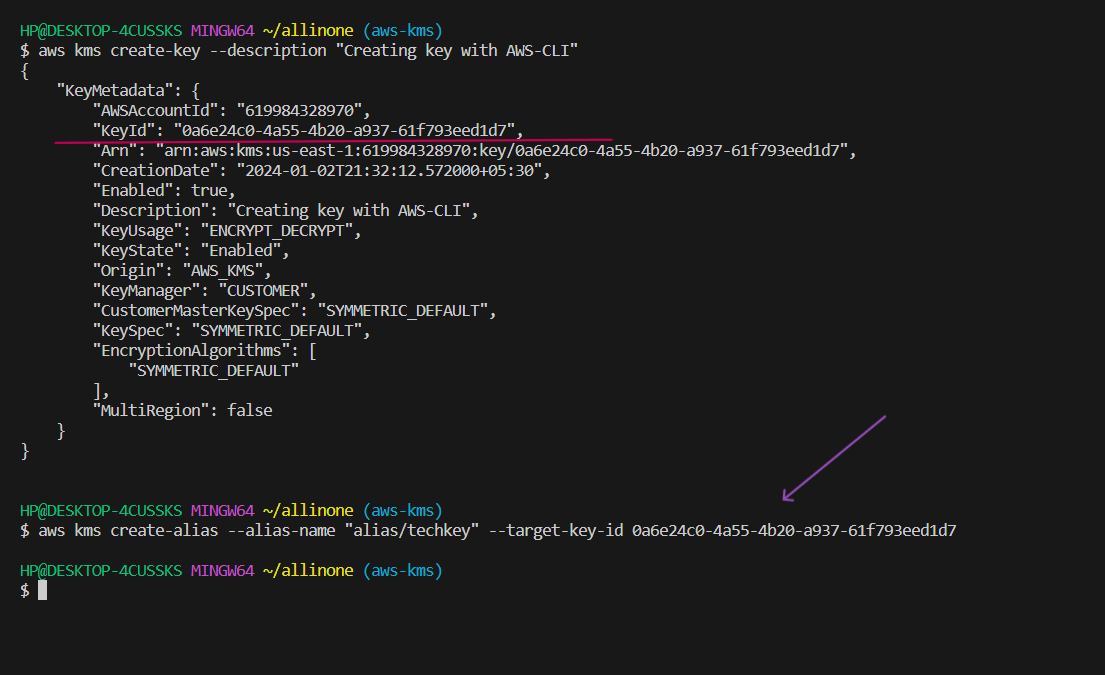 HP@DESKTOP-4CUSSKS MINGW64 ~/allinone (aws-kms)
$ aws kms create-key --description "Creating key with AWS-CLI"
{
    "KeyMetadata": {
        "AWSAccountId": "619984328970",
        "KeyId": "0a6e24c0-4a55-4b20-a937-61f793eed1d7",
        "Arn": "arn:aws:kms:us-east-1:619984328970:key/0a6e24c0-4a55-4b20-a937-61f793eed1d7",
        "CreationDate": "2024-01-02T21:32:12.572000+05:30",
        "Enabled": true,
        "Description": "Creating key with AWS-CLI",
        "KeyUsage": "ENCRYPT_DECRYPT",
        "KeyState": "Enabled",
        "Origin": "AWS_KMS",
        "KeyManager": "CUSTOMER",
        "CustomerMasterKeySpec": "SYMMETRIC_DEFAULT",
        "KeySpec": "SYMMETRIC_DEFAULT",
        "EncryptionAlgorithms": [
            "SYMMETRIC_DEFAULT"
        ],
        "MultiRegion": false
    }
}
HP@DESKTOP-4CUSSKS MINGW64 ~/allinone (aws-kms)
$ aws kms create-alias --alias-name "alias/techkey" --target-key-id 0a6e24c0-4a55-4b20-a937-61f793eed1d7
HP@DESKTOP-4CUSSKS MINGW64 ~/allinone (aws-kms)
$